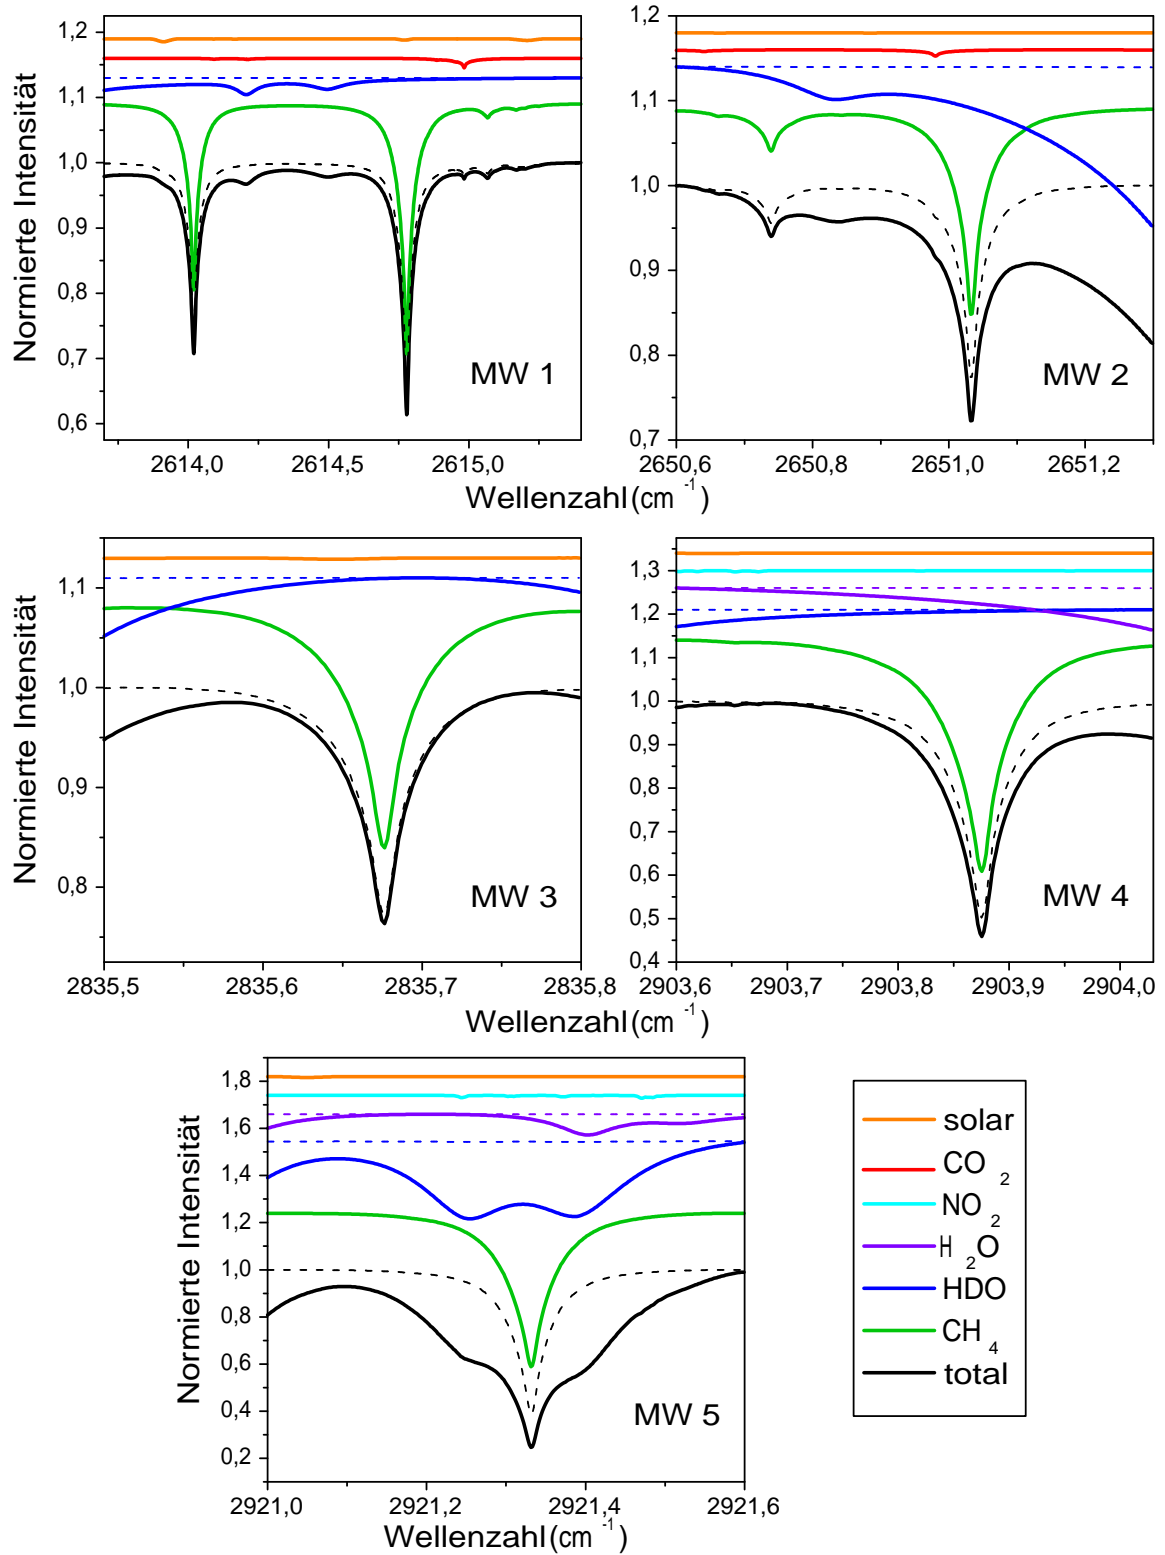 1,2
1,1
1,0
0,9
0,8
0,7
0,6
Normierte Intensität
MW 1
2614,0 2614,5 2615,0
1,2
1,1
1,0
0,9
0,8
0,7
MW 2
2650,6 2650,8 2651,0 2651,2
Wellenzahl (cm⁻¹)
1,1
1,0
0,9
0,8
Normierte Intensität
MW 3
2835,5 2835,6 2835,7 2835,8
1,3
1,2
1,1
1,0
0,9
0,8
0,7
0,6
0,5
0,4
MW 4
2903,6 2903,7 2903,8 2903,9 2904,0
Wellenzahl (cm⁻¹)
1,8
1,6
1,4
1,2
1,0
0,8
0,6
0,4
0,2
Normierte Intensität
MW 5
2921,0 2921,2 2921,4 2921,6
Wellenzahl (cm⁻¹)
solar
CO₂
NO₂
H₂O
HDO
CH₄
total